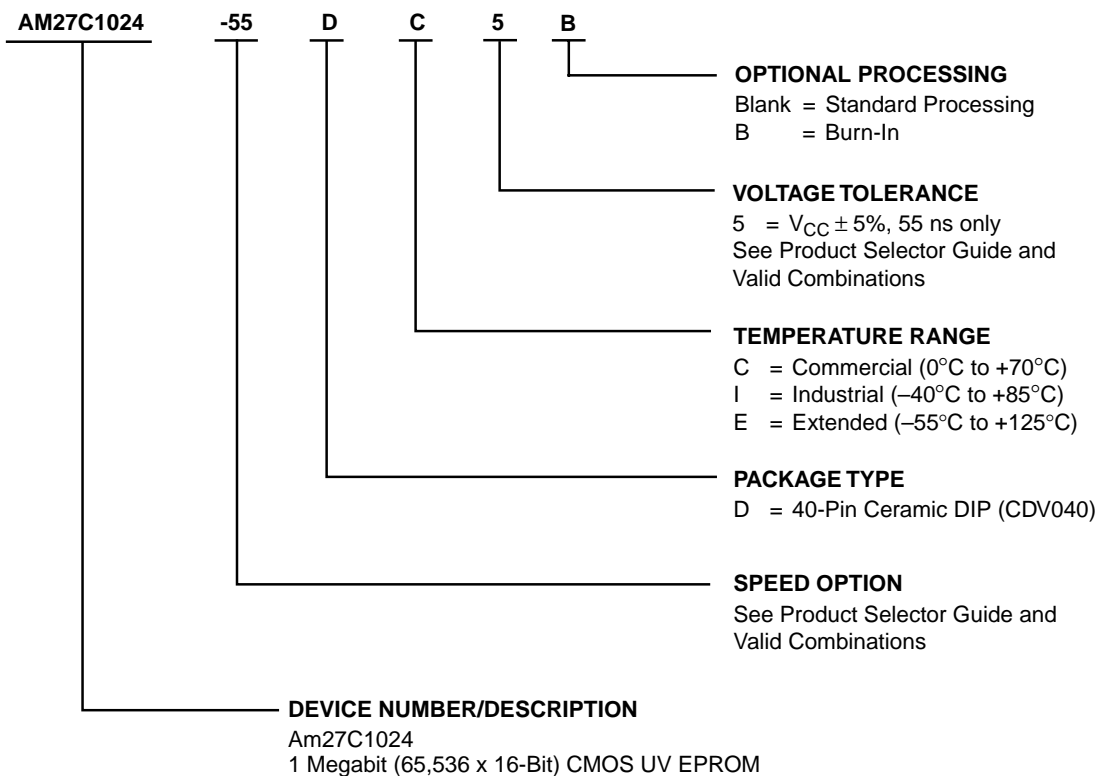 AM27C1024 -55 D C 5 B
OPTIONAL PROCESSING
Blank = Standard Processing
B = Burn-In
VOLTAGE TOLERANCE
5 = VCC ± 5%, 55 ns only
See Product Selector Guide and
Valid Combinations
TEMPERATURE RANGE
C = Commercial (0°C to +70°C)
I = Industrial (–40°C to +85°C)
E = Extended (–55°C to +125°C)
PACKAGE TYPE
D = 40-Pin Ceramic DIP (CDV040)
SPEED OPTION
See Product Selector Guide and
Valid Combinations
DEVICE NUMBER/DESCRIPTION
Am27C1024
1 Megabit (65,536 x 16-Bit) CMOS UV EPROM